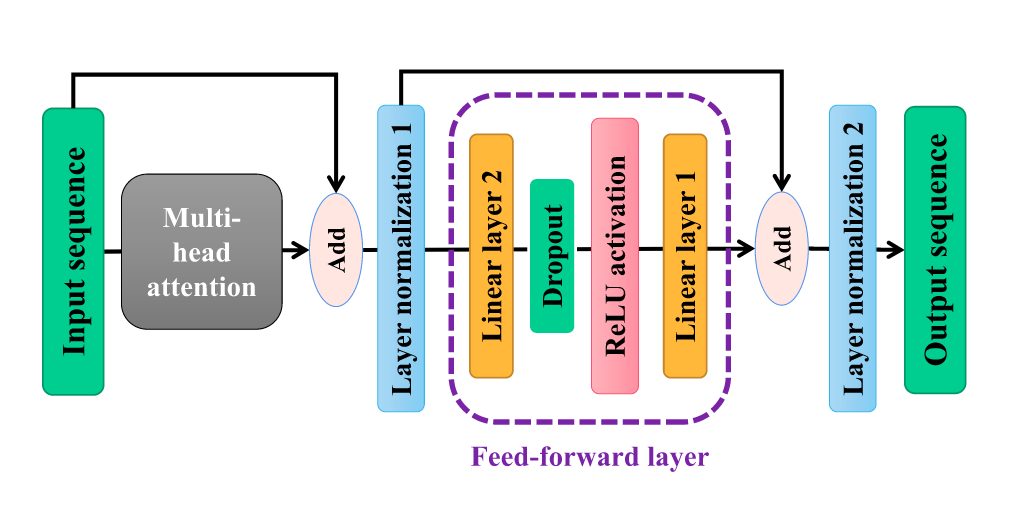 Input sequence
Multi-
head
attention
Add
Layer normalization 1
Linear layer 2
Dropout
ReLU activation
Linear layer 1
Add
Layer normalization 2
Output sequence
Feed-forward layer